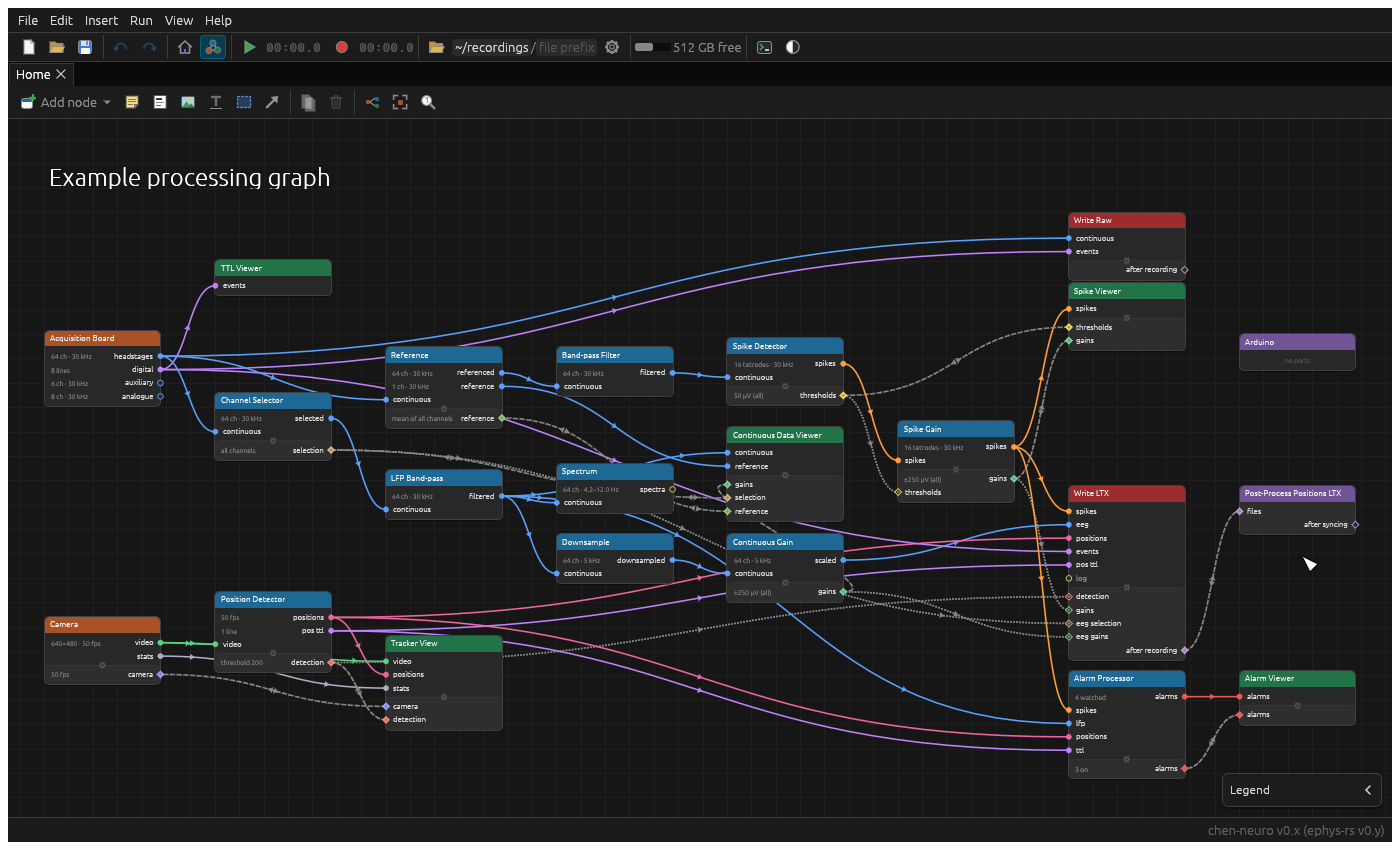 File Edit Insert Run View Help
00:00.0 00:00.0 ~/recordings/file prefix 512 GB free
Home
Add node
Example processing graph
Write Raw
continuous
events
after recording
TTL Viewer
events
Spike Viewer
spikes
thresholds
gains
Acquisition Board
64 ch · 30 kHz headstages
8 lines digital
6 ch · 30 kHz auxiliary
8 ch · 30 kHz analogue
Reference
64 ch · 30 kHz referenced
1 ch · 30 kHz reference
continuous
mean of all channels reference
Band-pass Filter
64 ch · 30 kHz filtered
continuous
Spike Detector
16 tetrodes · 30 kHz spikes
continuous
50 µV (all) thresholds
Arduino
no ports
Channel Selector
64 ch · 30 kHz selected
continuous
all channels selection
Continuous Data Viewer
continuous
reference
gains
selection
reference
Spike Gain
16 tetrodes · 30 kHz spikes
spikes
±250 µV (all) gains
thresholds
LFP Band-pass
64 ch · 30 kHz filtered
continuous
Spectrum
64 ch · 4.2–12.0 Hz spectra
continuous
Write LTX
spikes
eeg
positions
events
pos ttl
log
detection
gains
eeg selection
eeg gains
after recording
Post-Process Positions LTX
files
after syncing
Downsample
64 ch · 5 kHz downsampled
continuous
Continuous Gain
64 ch · 5 kHz scaled
continuous
±250 µV (all) gains
Position Detector
50 fps positions
1 line pos ttl
video
threshold 200 detection
Camera
640×480 · 50 fps video
stats
50 fps camera
Tracker View
video
positions
stats
camera
detection
Alarm Processor
4 watched alarms
spikes
lfp
positions
ttl
3 on alarms
Alarm Viewer
alarms
alarms
Legend
chen-neuro v0.x (ephys-rs v0.y)